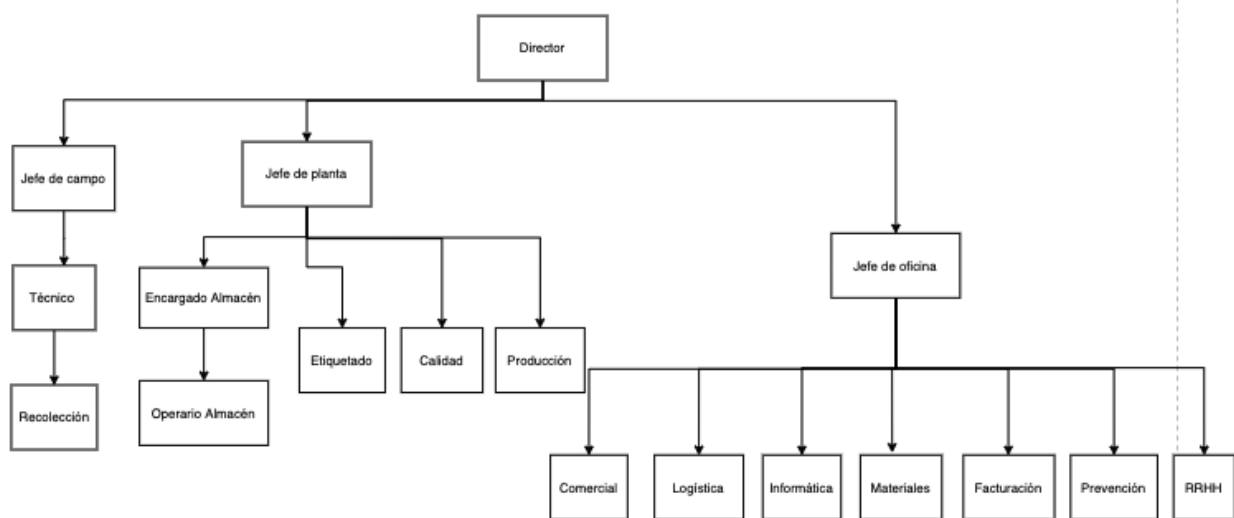 Director
Jefe de campo
Jefe de planta
Jefe de oficina
Técnico
Encargado Almacén
Etiquetado
Calidad
Producción
Recolección
Operario Almacén
Comercial
Logística
Informática
Materiales
Facturación
Prevención
RRHH